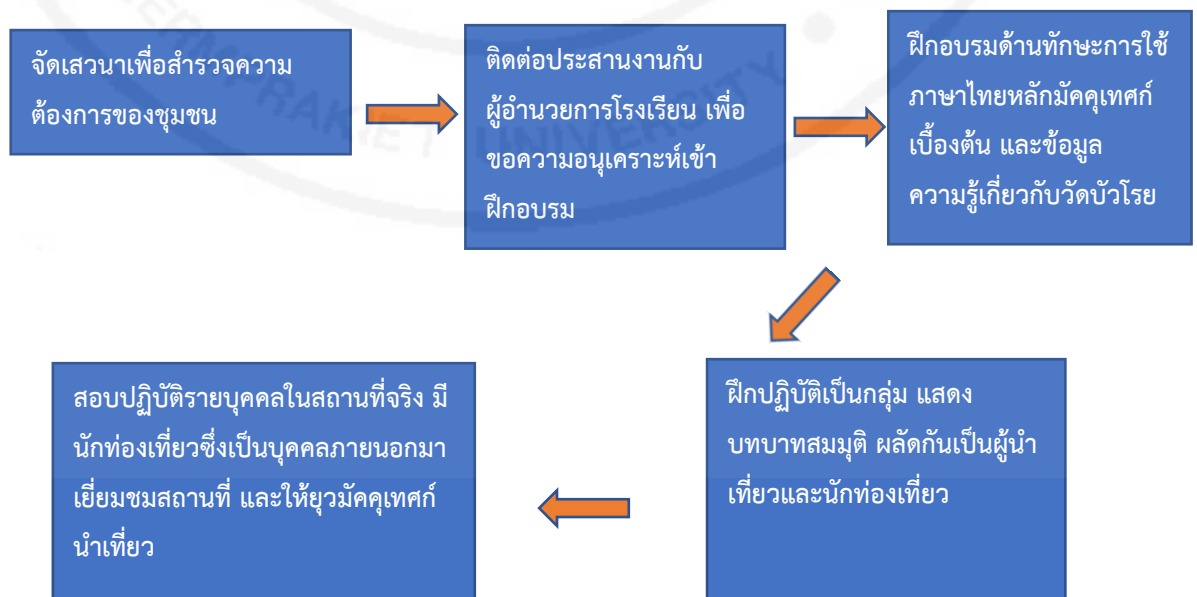 จัดเสวนาเพื่อสำรวจความ
ต้องการของชุมชน
ติดต่อประสานงานกับ
ผู้อำนวยการโรงเรียน เพื่อ
ขอความอนุเคราะห์เข้า
ฝึกอบรม
ฝึกอบรมด้านทักษะการใช้
ภาษาไทยหลักมัคคุเทศก์
เบื้องต้น และข้อมูล
ความรู้เกี่ยวกับวัดบัวโรย
ฝึกปฏิบัติเป็นกลุ่ม แสดง
บทบาทสมมุติ ผลัดกันเป็นผู้นำ
เที่ยวและนักท่องเที่ยว
สอบปฏิบัติรายบุคคลในสถานที่จริง มี
นักท่องเที่ยวซึ่งเป็นบุคคลภายนอกมา
เยี่ยมชมสถานที่ และให้ยุวมัคคุเทศก์
นำเที่ยว
UNIVERSITY